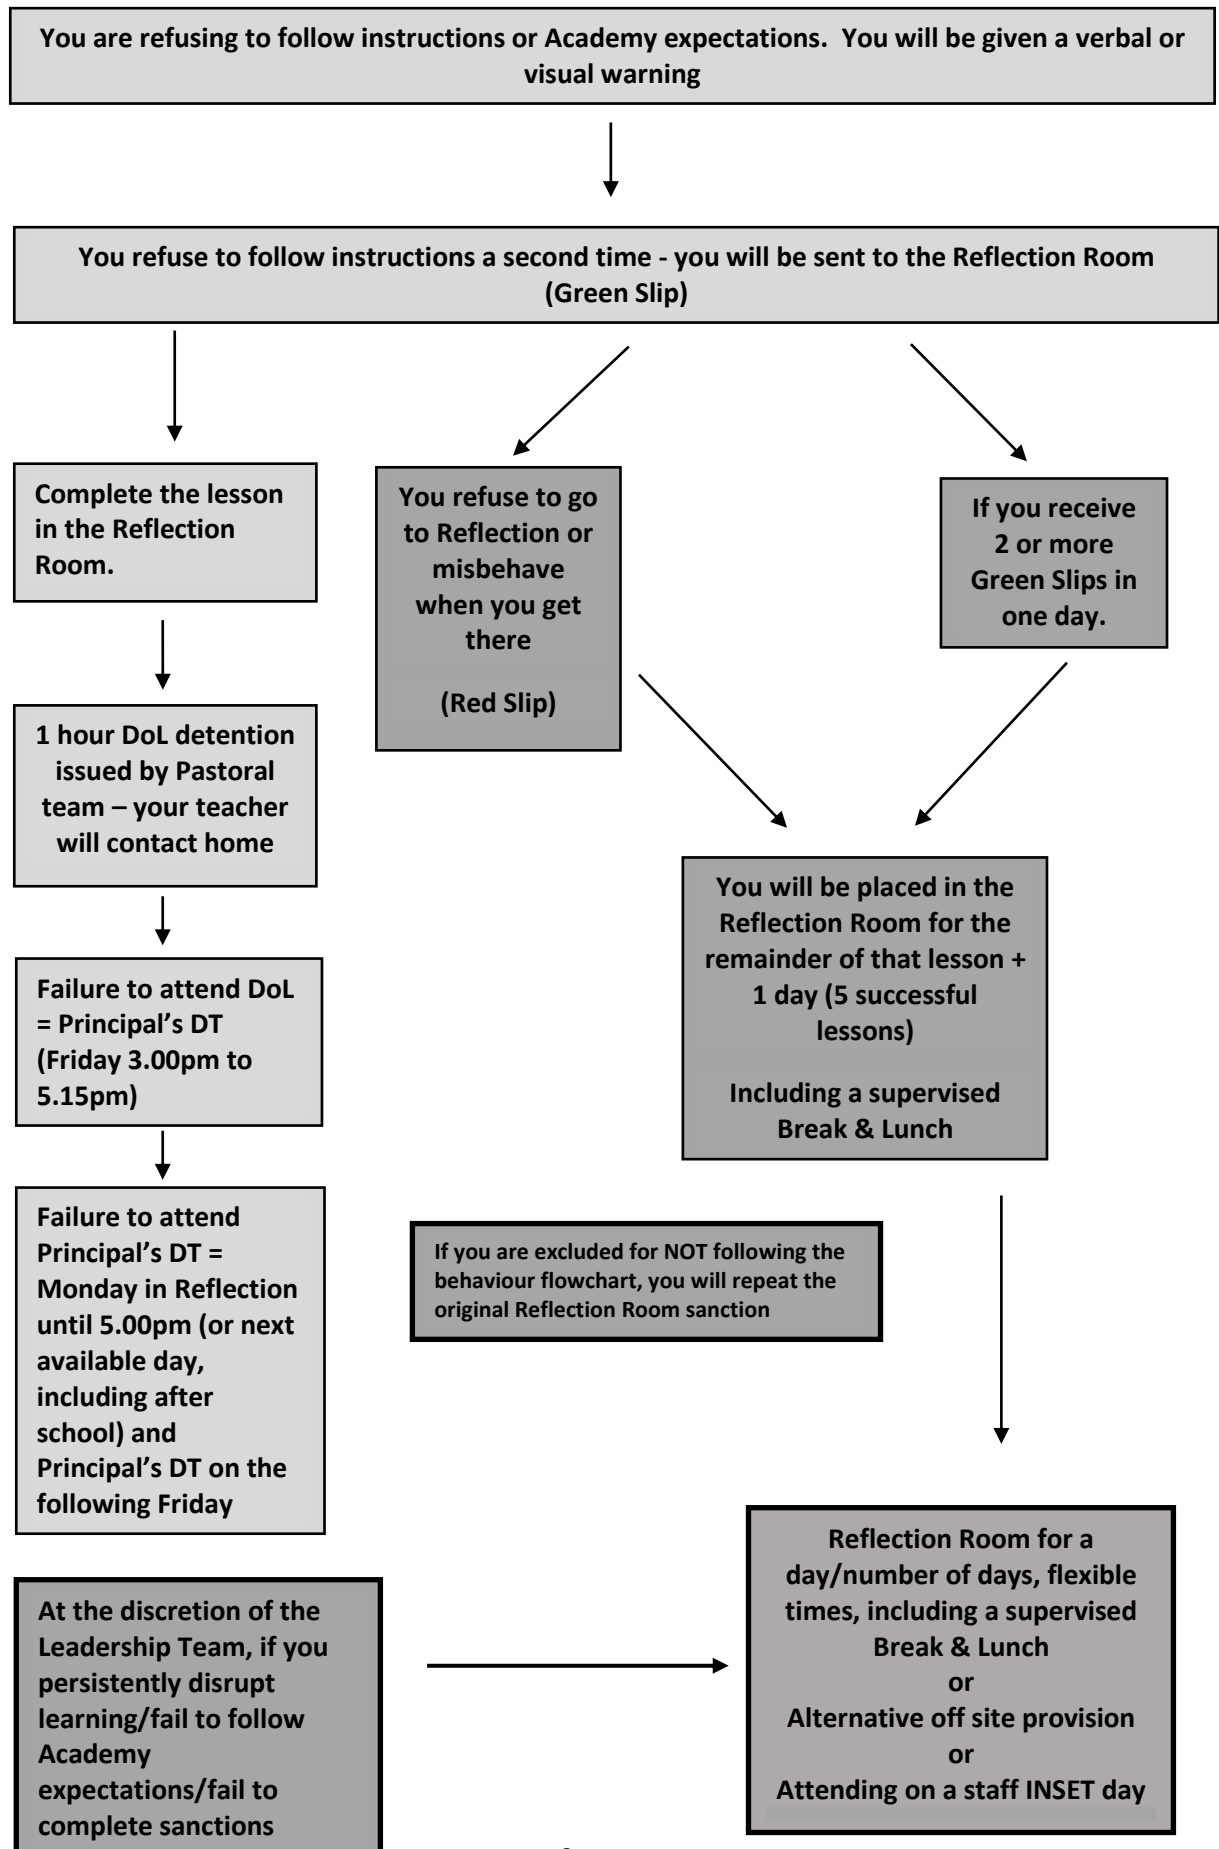 You are refusing to follow instructions or Academy expectations.  You will be given a verbal or
visual warning
You refuse to follow instructions a second time - you will be sent to the Reflection Room
(Green Slip)
Complete the lesson
in the Reflection
Room.
1 hour DoL detention
issued by Pastoral
team – your teacher
will contact home
Failure to attend DoL
= Principal’s DT
(Friday 3.00pm to
5.15pm)
Failure to attend
Principal’s DT =
Monday in Reflection
until 5.00pm (or next
available day,
including after
school) and
Principal’s DT on the
following Friday
You refuse to go
to Reflection or
misbehave
when you get
there
(Red Slip)
If you receive
2 or more
Green Slips in
one day.
You will be placed in the
Reflection Room for the
remainder of that lesson +
1 day (5 successful
lessons)
Including a supervised
Break & Lunch
If you are excluded for NOT following the
behaviour flowchart, you will repeat the
original Reflection Room sanction
At the discretion of the
Leadership Team, if you
persistently disrupt
learning/fail to follow
Academy
expectations/fail to
complete sanctions
Reflection Room for a
day/number of days, flexible
times, including a supervised
Break & Lunch
or
Alternative off site provision
or
Attending on a staff INSET day